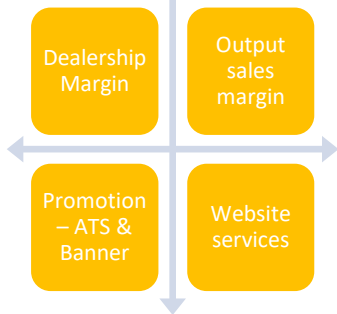 Dealership
Margin
Output
sales
margin
Promotion
– ATS &
Banner
Website
services